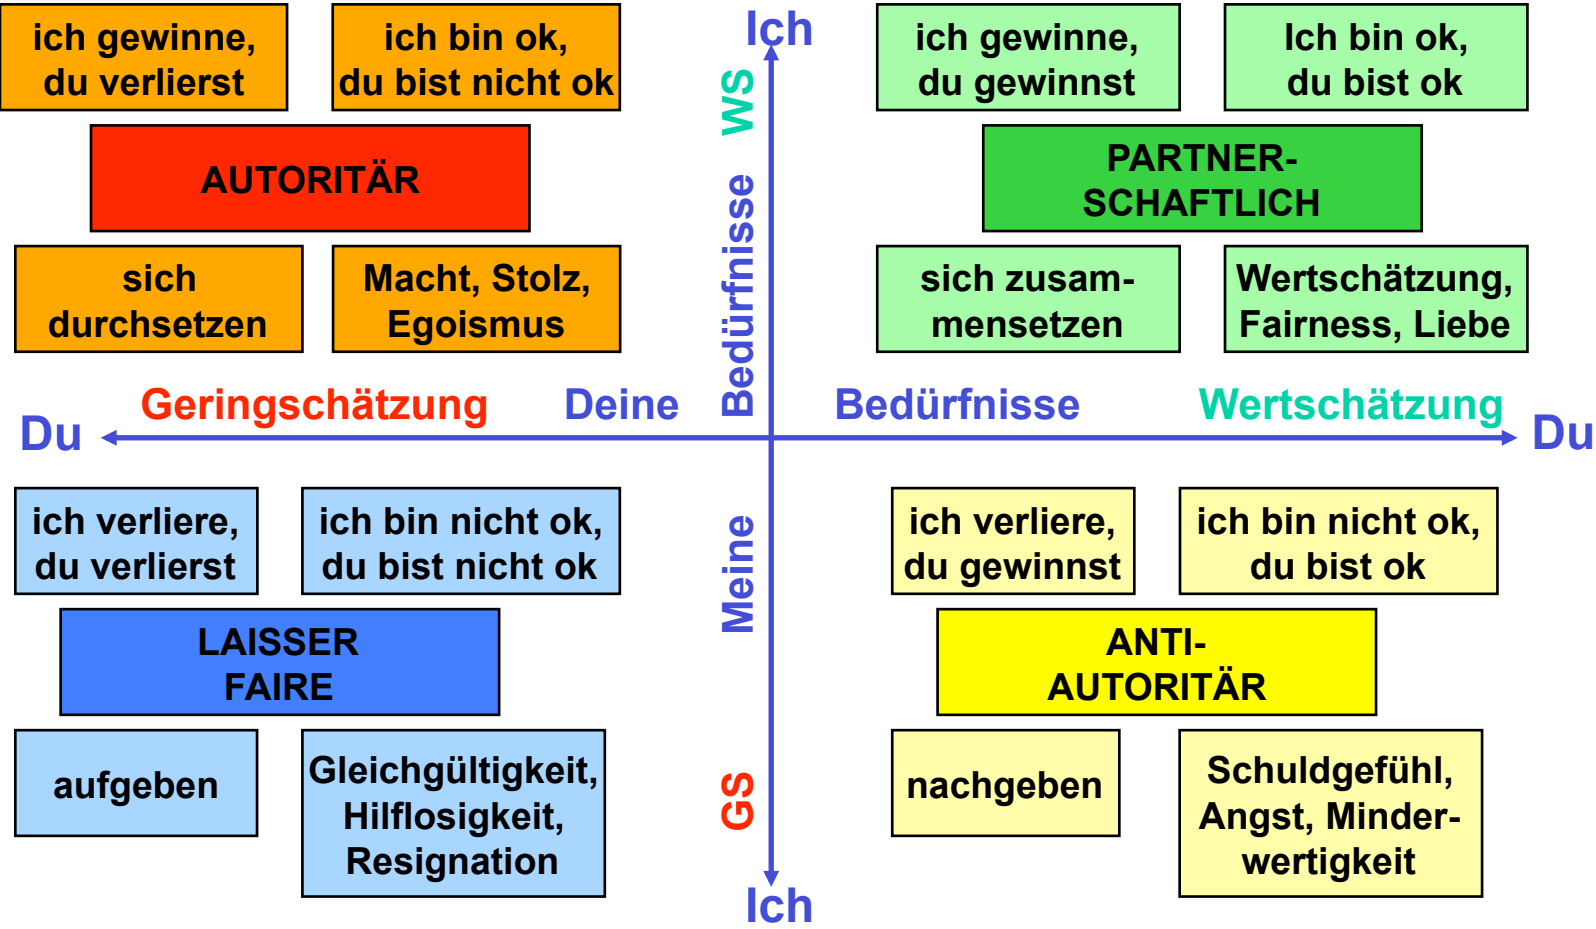 Ich
ich gewinne,
du verlierst
ich bin ok,
du bist nicht ok
AUTORITÄR
sich
durchsetzen
Macht, Stolz,
Egoismus
WS
Bedürfnisse
ich gewinne,
du gewinnst
Ich bin ok,
du bist ok
PARTNER-
SCHAFTLICH
sich zusam-
mensetzen
Wertschätzung,
Fairness, Liebe
Geringschätzung
Deine
Bedürfnisse
Wertschätzung
Du
Du
ich verliere,
du verlierst
ich bin nicht ok,
du bist nicht ok
LAISSER
FAIRE
aufgeben
Gleichgültigkeit,
Hilflosigkeit,
Resignation
Meine
GS
ich verliere,
du gewinnst
ich bin nicht ok,
du bist ok
ANTI-
AUTORITÄR
nachgeben
Schuldgefühl,
Angst, Minder-
wertigkeit
Ich